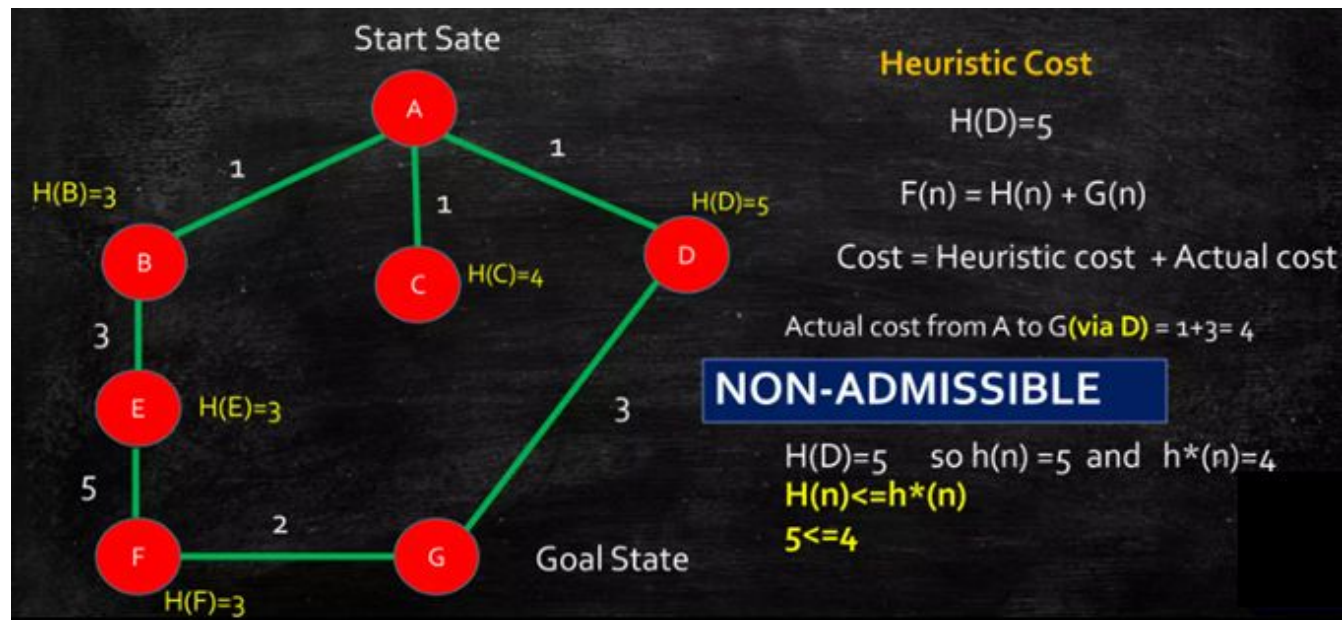 Start Sate
A
1
1
1
H(B)=3
B
H(C)=4
C
H(D)=5
D
3
E
H(E)=3
3
5
2
F
G
Goal State
H(F)=3
Heuristic Cost
H(D)=5
F(n) = H(n) + G(n)
Cost = Heuristic cost + Actual cost
Actual cost from A to G(via D) = 1+3= 4
NON-ADMISSIBLE
H(D)=5 so h(n) =5 and h*(n)=4
H(n)<=h*(n)
5<=4